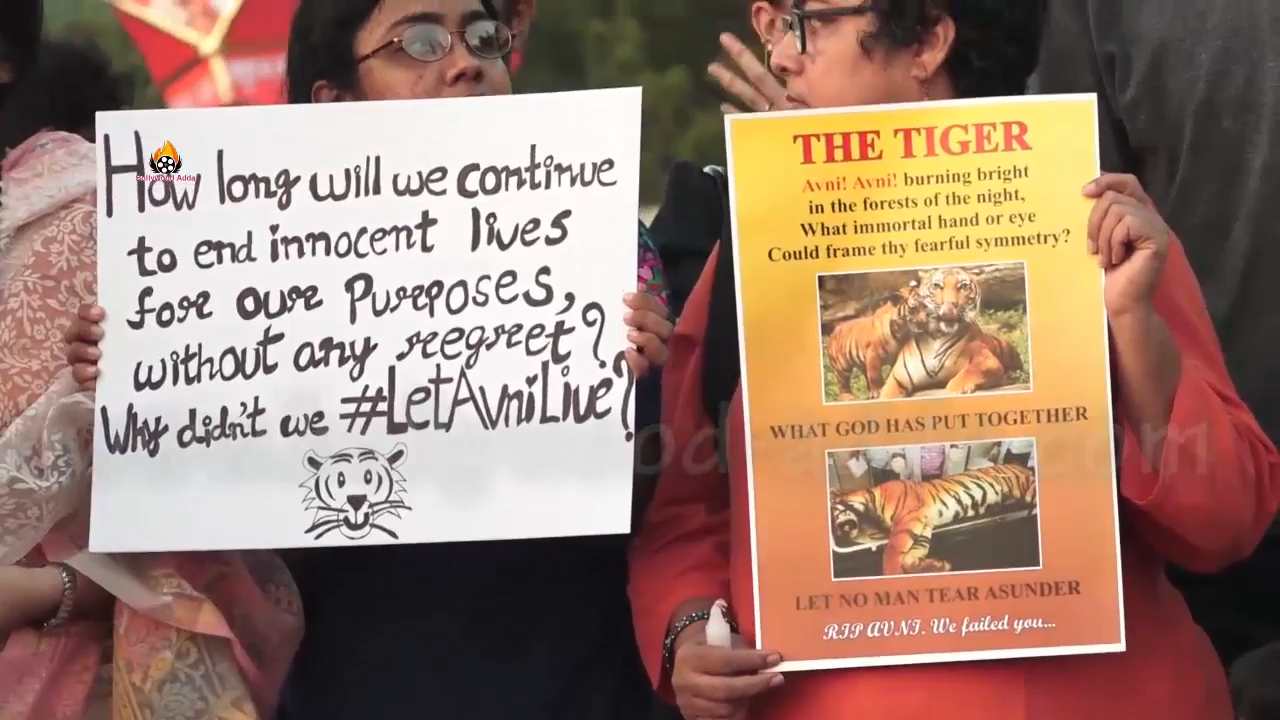 How long will we continue
to end innocent lives
for our Purposes,
without any regret?
Why didn't we #LetAvniLive?
Bollywood Adda
THE TIGER
Avni! Avni! burning bright
in the forests of the night,
What immortal hand or eye
Could frame thy fearful symmetry?
WHAT GOD HAS PUT TOGETHER
LET NO MAN TEAR ASUNDER
RIP AVNI. We failed you...